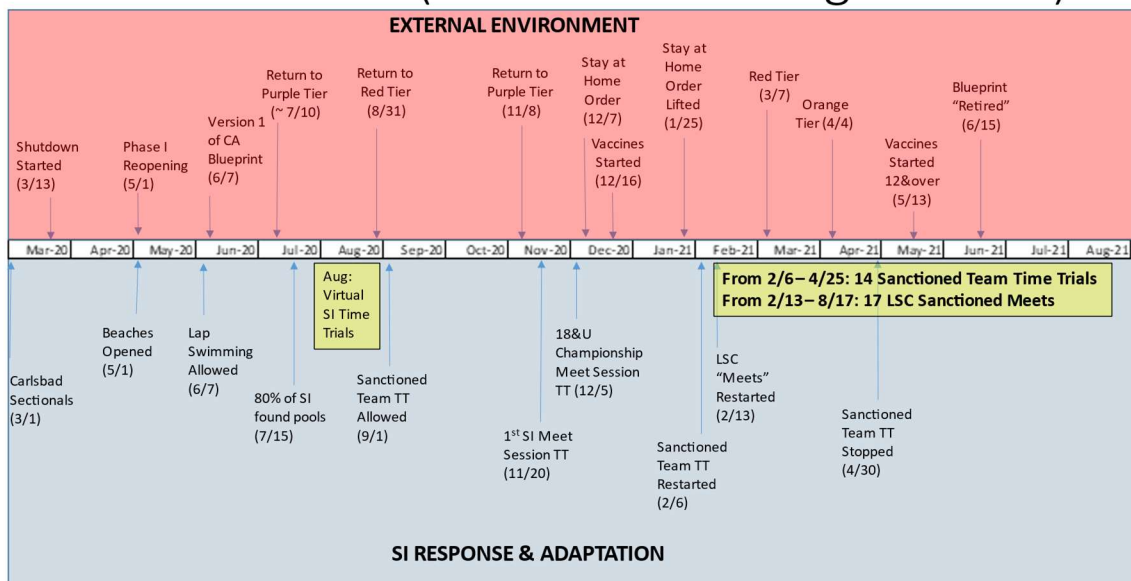 EXTERNAL ENVIRONMENT
Shutdown
Started
(3/13)
Phase I
Reopening
(5/1)
Version 1
of CA
Blueprint
(6/7)
Return to
Purple Tier
(~ 7/10)
Return to
Red Tier
(8/31)
Return to
Purple Tier
(11/8)
Stay at
Home
Order
(12/7)
Vaccines
Started
(12/16)
Stay at
Home
Order
Lifted
(1/25)
Red Tier
(3/7)
Orange
Tier (4/4)
Vaccines
Started
12&over
(5/13)
Blueprint
“Retired”
(6/15)
Mar-20 Apr-20 May-20 Jun-20 Jul-20 Aug-20 Sep-20 Oct-20 Nov-20 Dec-20 Jan-21 Feb-21 Mar-21 Apr-21 May-21 Jun-21 Jul-21 Aug-21
Carlsbad
Sectionals
(3/1)
Beaches
Opened
(5/1)
Lap
Swimming
Allowed
(6/7)
80% of SI
found pools
(7/15)
Aug:
Virtual
SI Time
Trials
Sanctioned
Team TT
Allowed
(9/1)
1st SI Meet
Session TT
(11/20)
18&U
Championship
Meet Session
TT (12/5)
Sanctioned
Team TT
Restarted
(2/6)
LSC
“Meets”
Restarted
(2/13)
From 2/6– 4/25: 14 Sanctioned Team Time Trials
From 2/13– 8/17: 17 LSC Sanctioned Meets
Sanctioned
Team TT
Stopped
(4/30)
SI RESPONSE & ADAPTATION